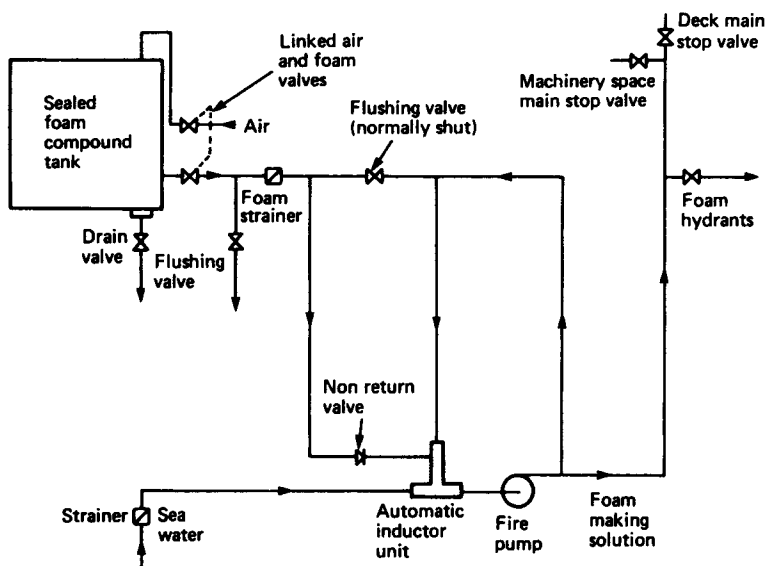 Deck main
stop valve
Linked air
and foam
valves
Machinery space
main stop valve
Sealed
foam
compound
tank
Flushing valve
(normally shut)
Air
Foam
strainer
Foam
hydrants
Drain
valve
Flushing
valve
Non return
valve
Strainer
Sea
water
Automatic
inductor
unit
Fire
pump
Foam
making
solution